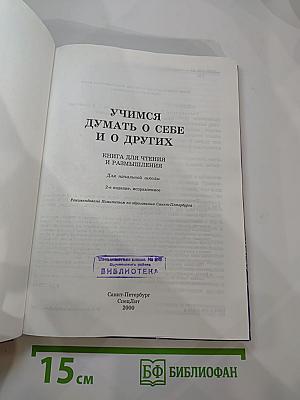 УЧИМСЯ
ДУМАТЬ О СЕБЕ
И О ДРУГИХ
КНИГА ДЛЯ ЧТЕНИЯ
И РАЗМЫШЛЕНИЯ
Для начальной школы
2-е издание, исправленное
Рекомендовано Комитетом по образованию Санкт-Петербурга
БИБЛИОТЕКА
Санкт-Петербург
СпецЛит
2000
15 см
БФ БИБЛИОФАН